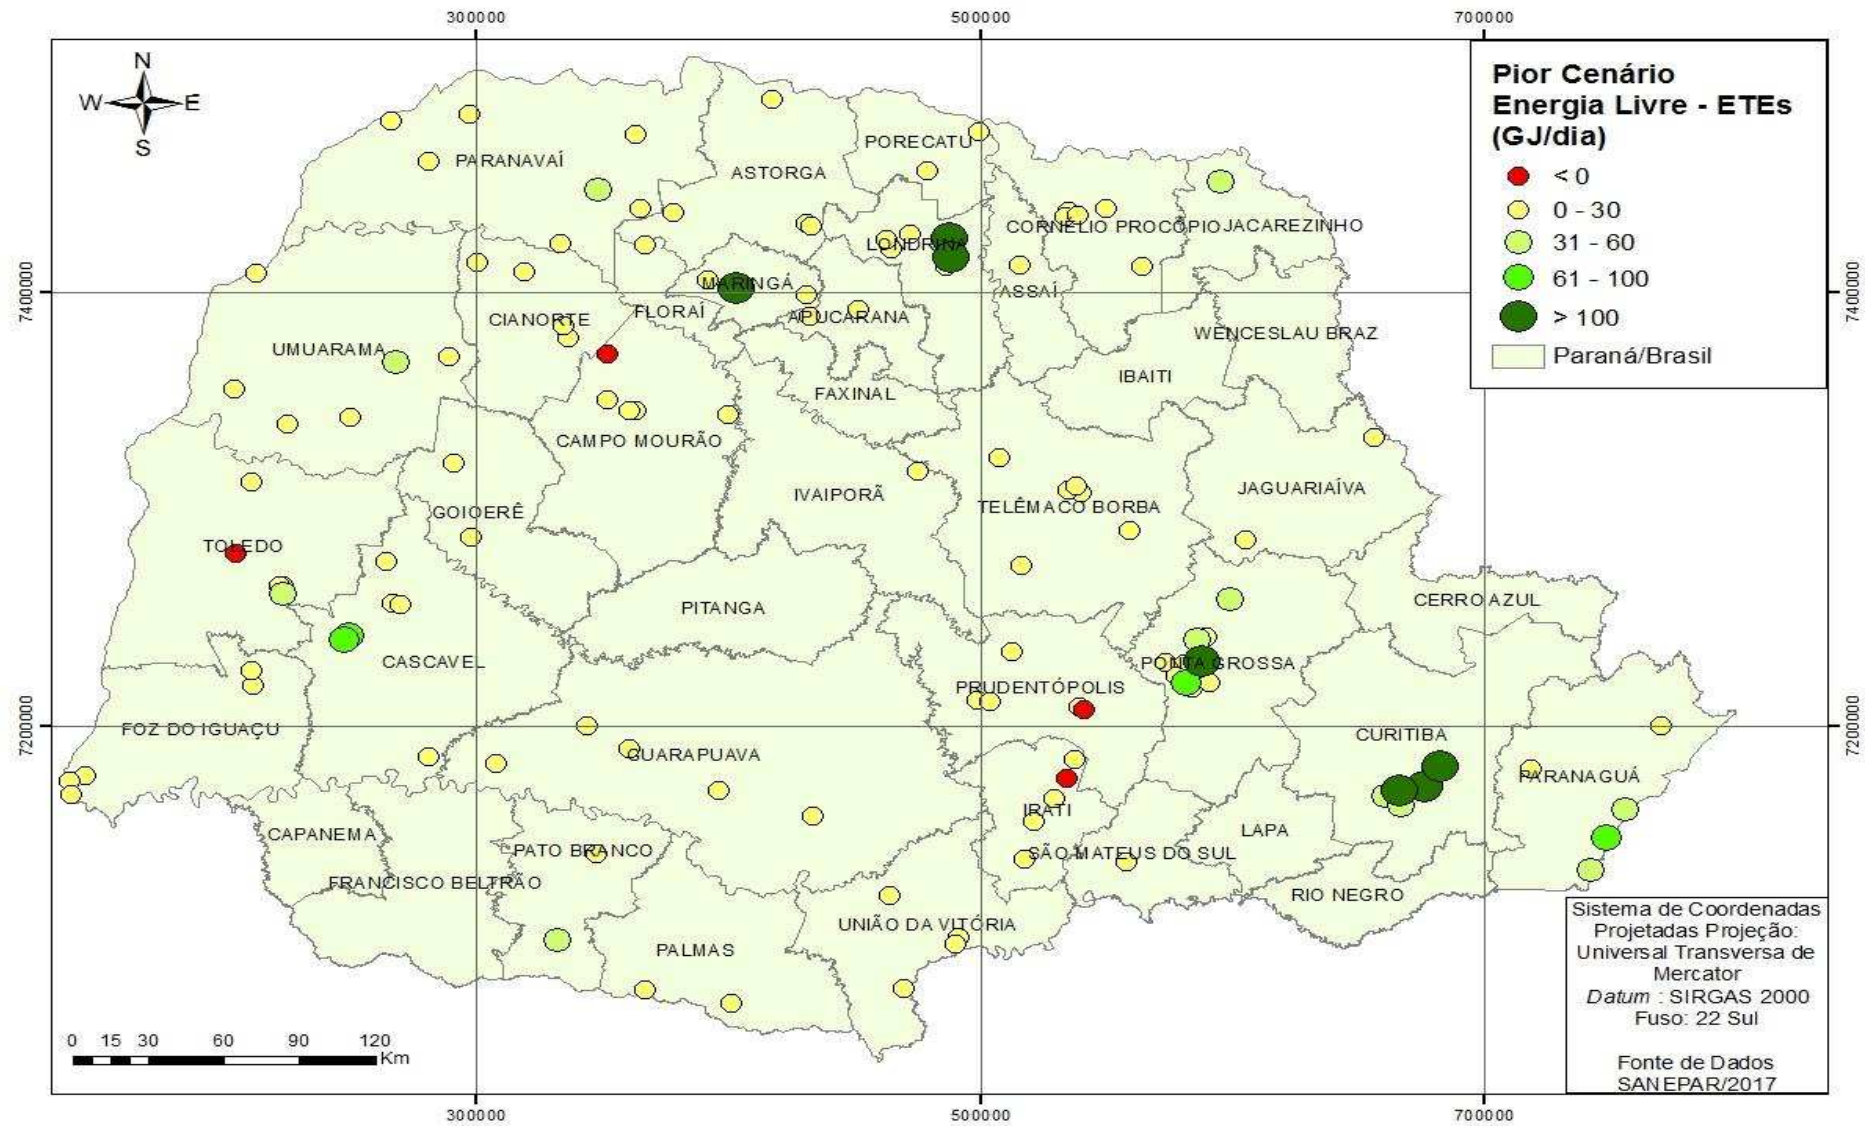 300000 500000 700000
N
W E
S
Pior Cenário
Energia Livre - ETEs
(GJ/dia)
< 0
0 - 30
31 - 60
61 - 100
> 100
Paraná/Brasil
PORECATU
PARANAVAÍ
ASTORGA
CORNÉLIO PROCÓPIO
JACAREZINHO
LONDRINA
MARINGÁ
ASSAÍ
7400000
7400000
FLORAÍ
CIANORTE
APUCARANA
WENCESLAU BRAZ
UMUARAMA
IBAITI
FAXINAL
CAMPO MOURÃO
JAGUARIAÍVA
IVAIPORÃ
TELÊMACO BORBA
GOIOERÊ
TOLEDO
CERRO AZUL
PITANGA
CASCAVEL
PONTA GROSSA
PRUDENTÓPOLIS
7200000
7200000
FOZ DO IGUAÇU
CURITIBA
GUARAPUAVA
PARANAGUÁ
IRATI
LAPA
CAPANEMA
PATO BRANCO
SÃO MATEUS DO SUL
FRANCISCO BELTRÃO
RIO NEGRO
UNIÃO DA VITÓRIA
PALMAS
Sistema de Coordenadas
Projetadas Projeção:
Universal Transversa de
Mercator
Datum : SIRGAS 2000
Fuso: 22 Sul
Fonte de Dados
SANEPAR/2017
0 15 30 60 90 120
Km
300000 500000 700000